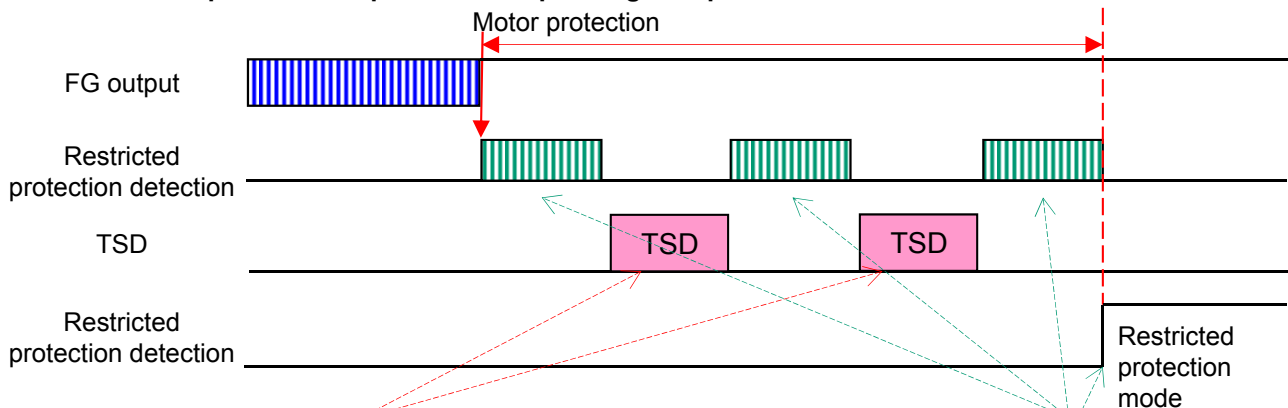 Motor protection
FG output
Restricted
protection detection
TSD
TSD
TSD
Restricted
protection detection
Restricted
protection
mode